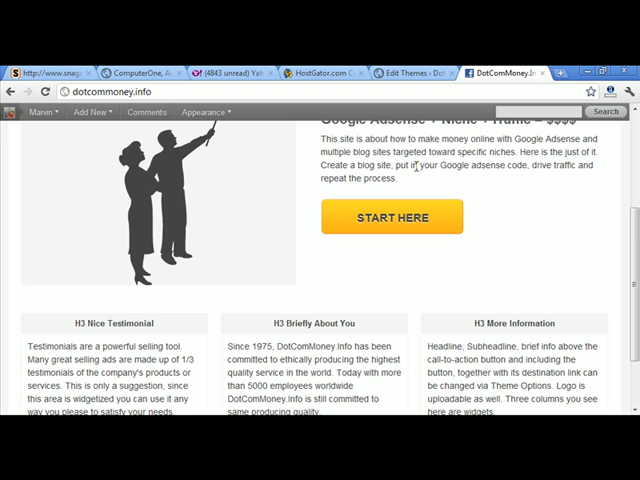 http://www.snag
ComputerOne, A
(4843 unread) Yah
HostGator.com C
Edit Themes ‹ Dot
DotComMoney.In
dotcommoney.info
Marvin
Add New
Comments
Appearance
Search
Google Adsense + Niche + Traffic = $$$$
This site is about how to make money online with Google Adsense and
multiple blog sites targeted toward specific niches. Here is the just of it.
Create a blog site, put in your Google adsense code, drive traffic and
repeat the process.
START HERE
H3 Nice Testimonial
Testimonials are a powerful selling tool.
Many great selling ads are made up of 1/3
testimonials of the company's products or
services. This is only a suggestion, since
this area is widgetized you can use it any
way you please to satisfy your needs.
H3 Briefly About You
Since 1975, DotComMoney.Info has been
committed to ethically producing the highest
quality service in the world. Today with more
than 5000 employees worldwide
DotComMoney.Info is still committed to
same producing quality.
H3 More Information
Headline, Subheadline, brief info above the
call-to-action button and including the
button, together with its destination link can
be changed via Theme Options. Logo is
uploadable as well. Three columns you see
here are widgets.